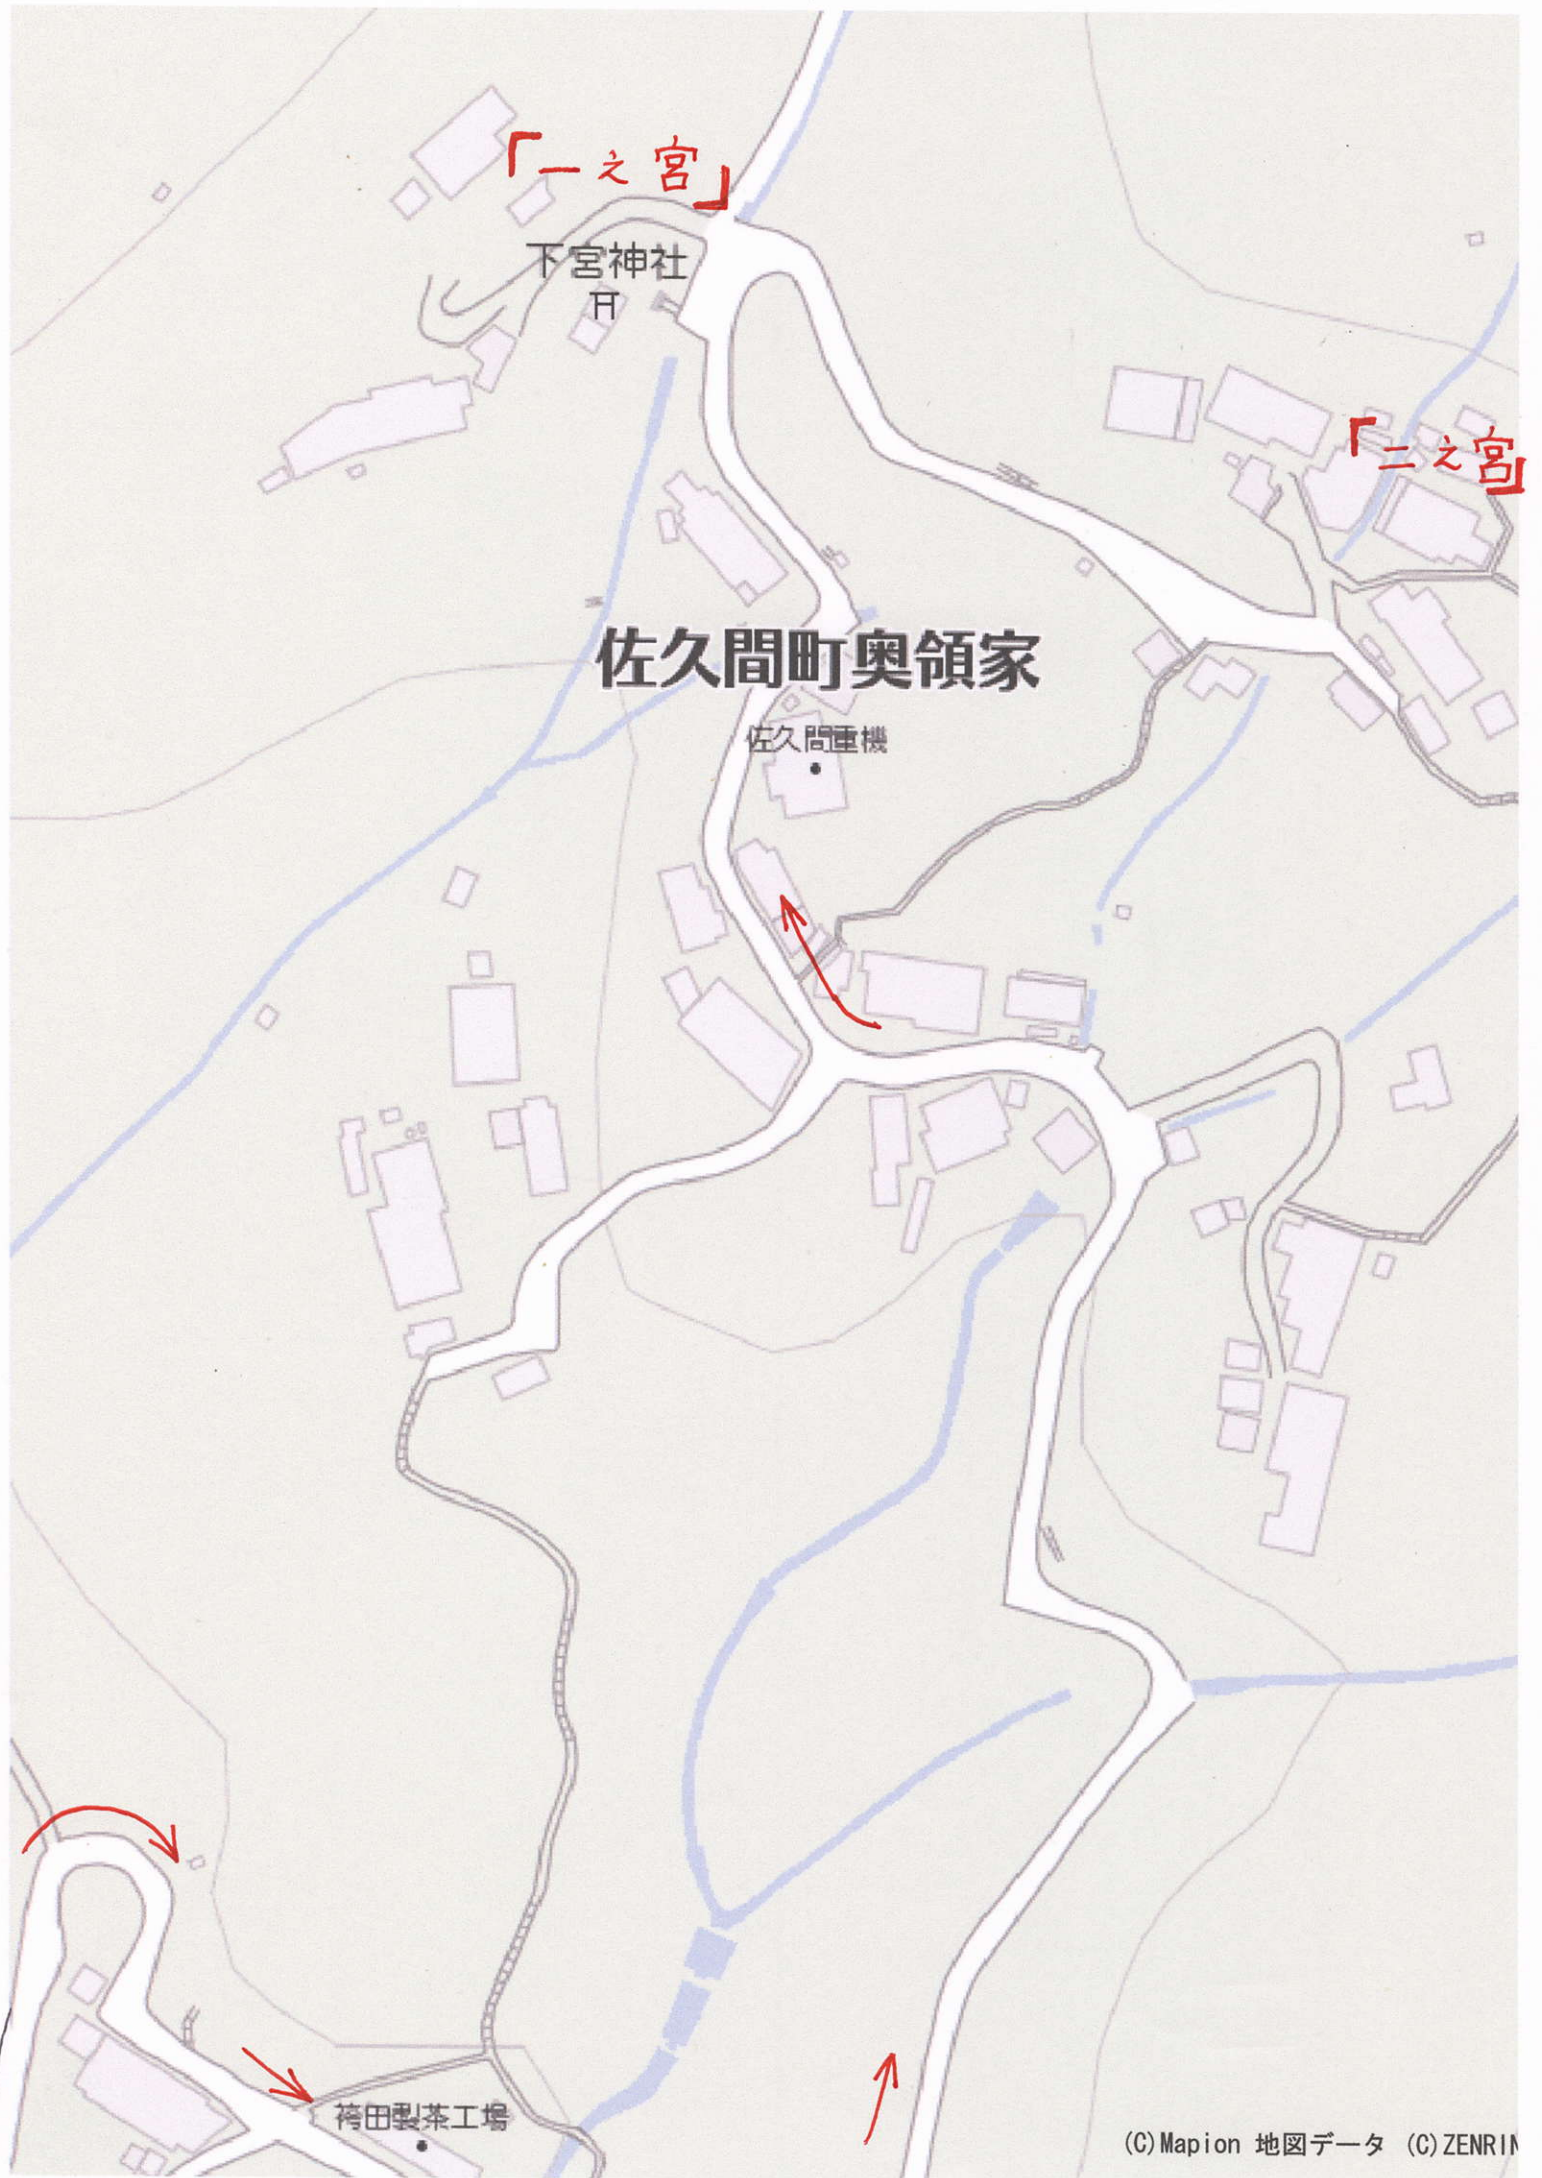 「一之宮」
下宮神社
「二之宮」
佐久間町奥領家
佐久間重機
袴田製茶工場
(C)Mapion 地図データ (C)ZENRIN